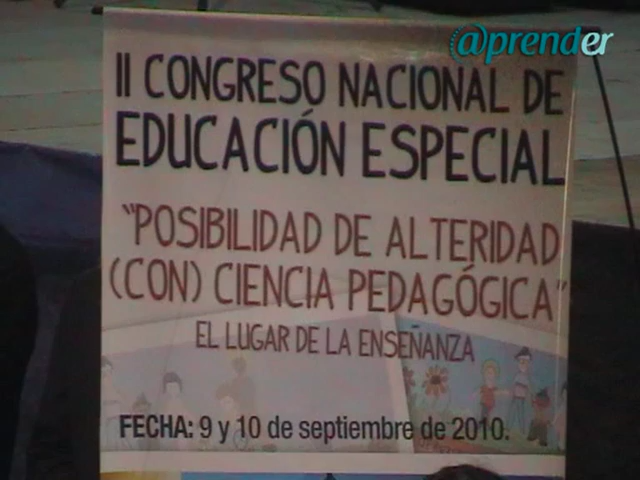 @prender
II CONGRESO NACIONAL DE
EDUCACIÓN ESPECIAL
"POSIBILIDAD DE ALTERIDAD
(CON) CIENCIA PEDAGÓGICA"
EL LUGAR DE LA ENSEÑANZA
FECHA: 9 y 10 de septiembre de 2010.